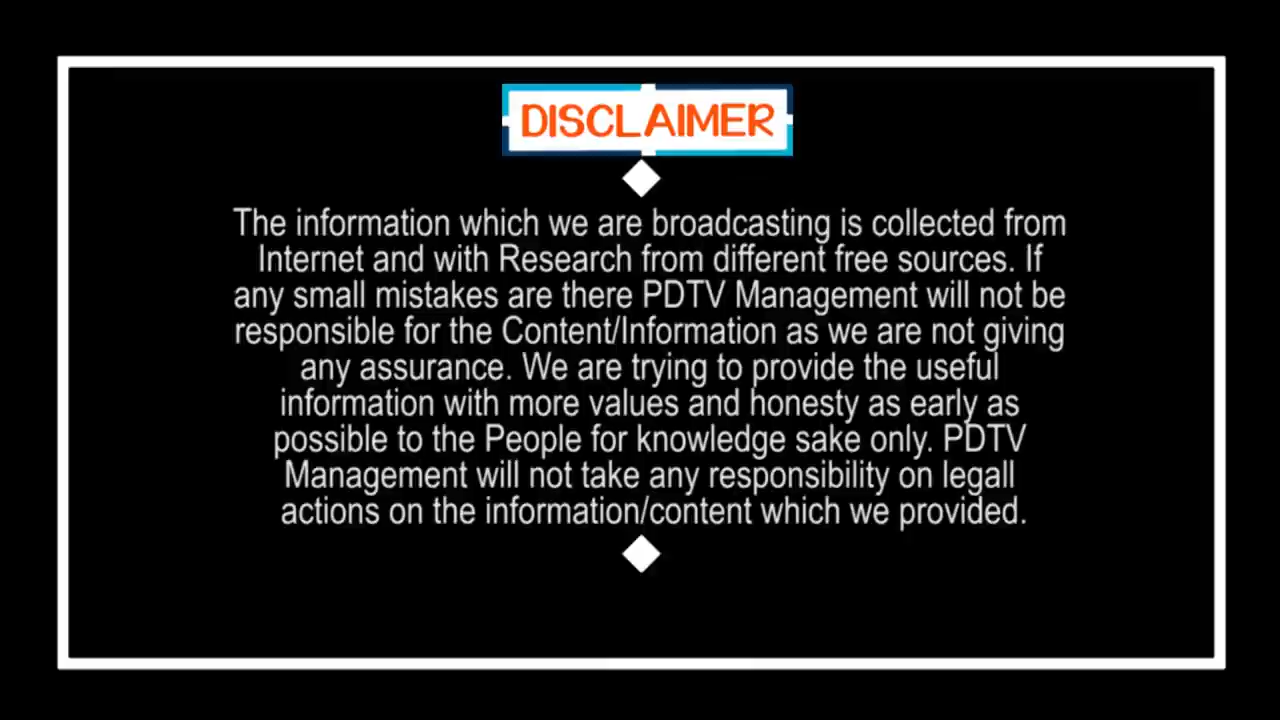 DISCLAIMER
The information which we are broadcasting is collected from
Internet and with Research from different free sources. If
any small mistakes are there PDTV Management will not be
responsible for the Content/Information as we are not giving
any assurance. We are trying to provide the useful
information with more values and honesty as early as
possible to the People for knowledge sake only. PDTV
Management will not take any responsibility on legall
actions on the information/content which we provided.